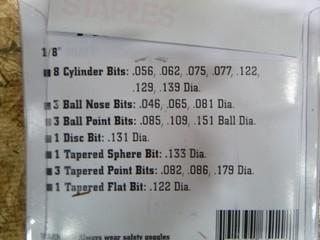 STAPLES
1/8"
8 Cylinder Bits: .056, .062, .075, .077, .122,
.129, .139 Dia.
3 Ball Nose Bits: .046, .065, .081 Dia.
3 Ball Point Bits: .085, .109, .151 Ball Dia.
1 Disc Bit: .131 Dia.
1 Tapered Sphere Bit: .133 Dia.
3 Tapered Point Bits: .082, .086, .179 Dia.
1 Tapered Flat Bit: .122 Dia.
Always wear safety goggles